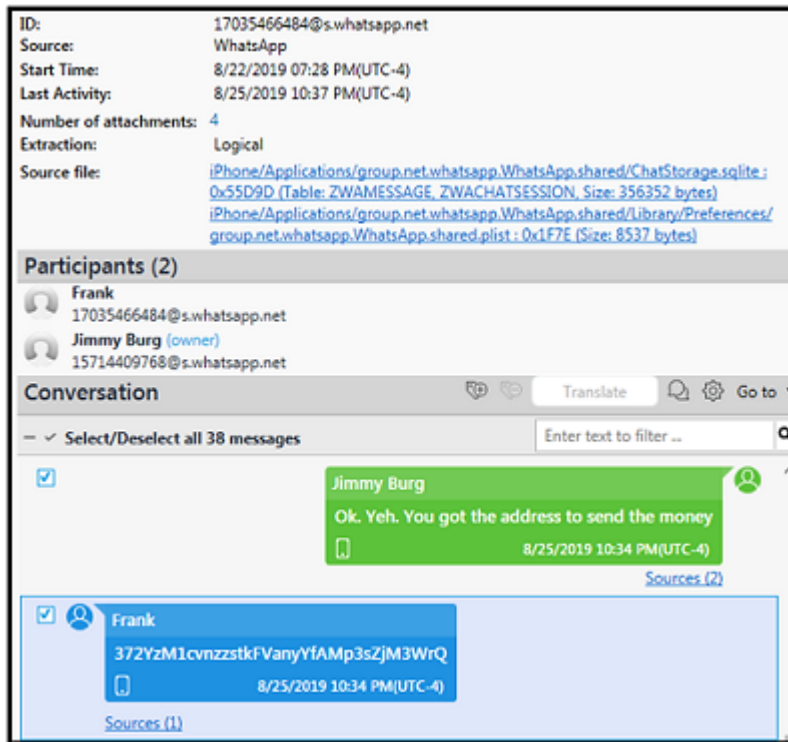 ID: 17035466484@s.whatsapp.net
Source: WhatsApp
Start Time: 8/22/2019 07:28 PM(UTC-4)
Last Activity: 8/25/2019 10:37 PM(UTC-4)
Number of attachments: 4
Extraction: Logical
Source file: iPhone/Applications/group.net.whatsapp.WhatsApp.shared/ChatStorage.sqlite :
0x55D9D (Table: ZWAMESSAGE, ZWACHATSESSION, Size: 356352 bytes)
iPhone/Applications/group.net.whatsapp.WhatsApp.shared/Library/Preferences/
group.net.whatsapp.WhatsApp.shared.plist : 0x1F7E (Size: 8537 bytes)
Participants (2)
Frank
17035466484@s.whatsapp.net
Jimmy Burg (owner)
15714409768@s.whatsapp.net
Conversation Translate Go to
Select/Deselect all 38 messages Enter text to filter ...
Jimmy Burg
Ok. Yeh. You got the address to send the money
8/25/2019 10:34 PM(UTC-4)
Sources (2)
Frank
372YzM1cvnzzstkFVanyYfAMp3sZjM3WrQ
8/25/2019 10:34 PM(UTC-4)
Sources (1)